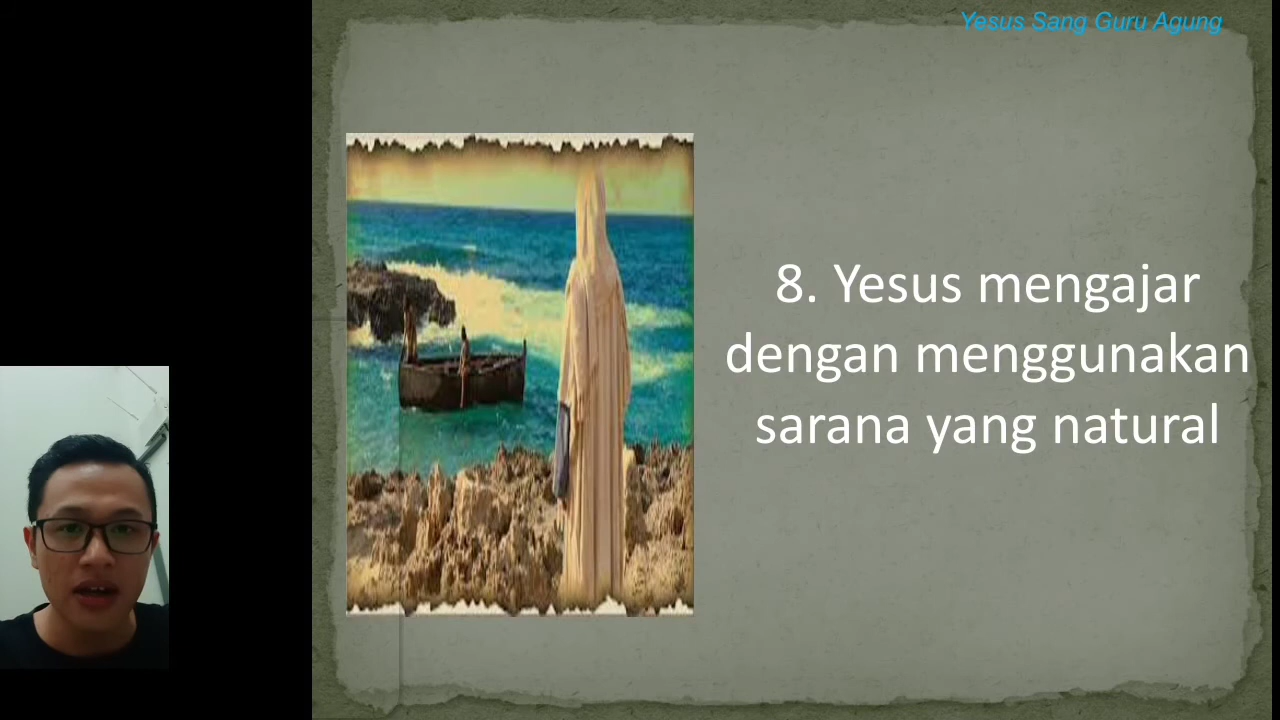 Yesus Sang Guru Agung
8. Yesus mengajar
dengan menggunakan
sarana yang natural